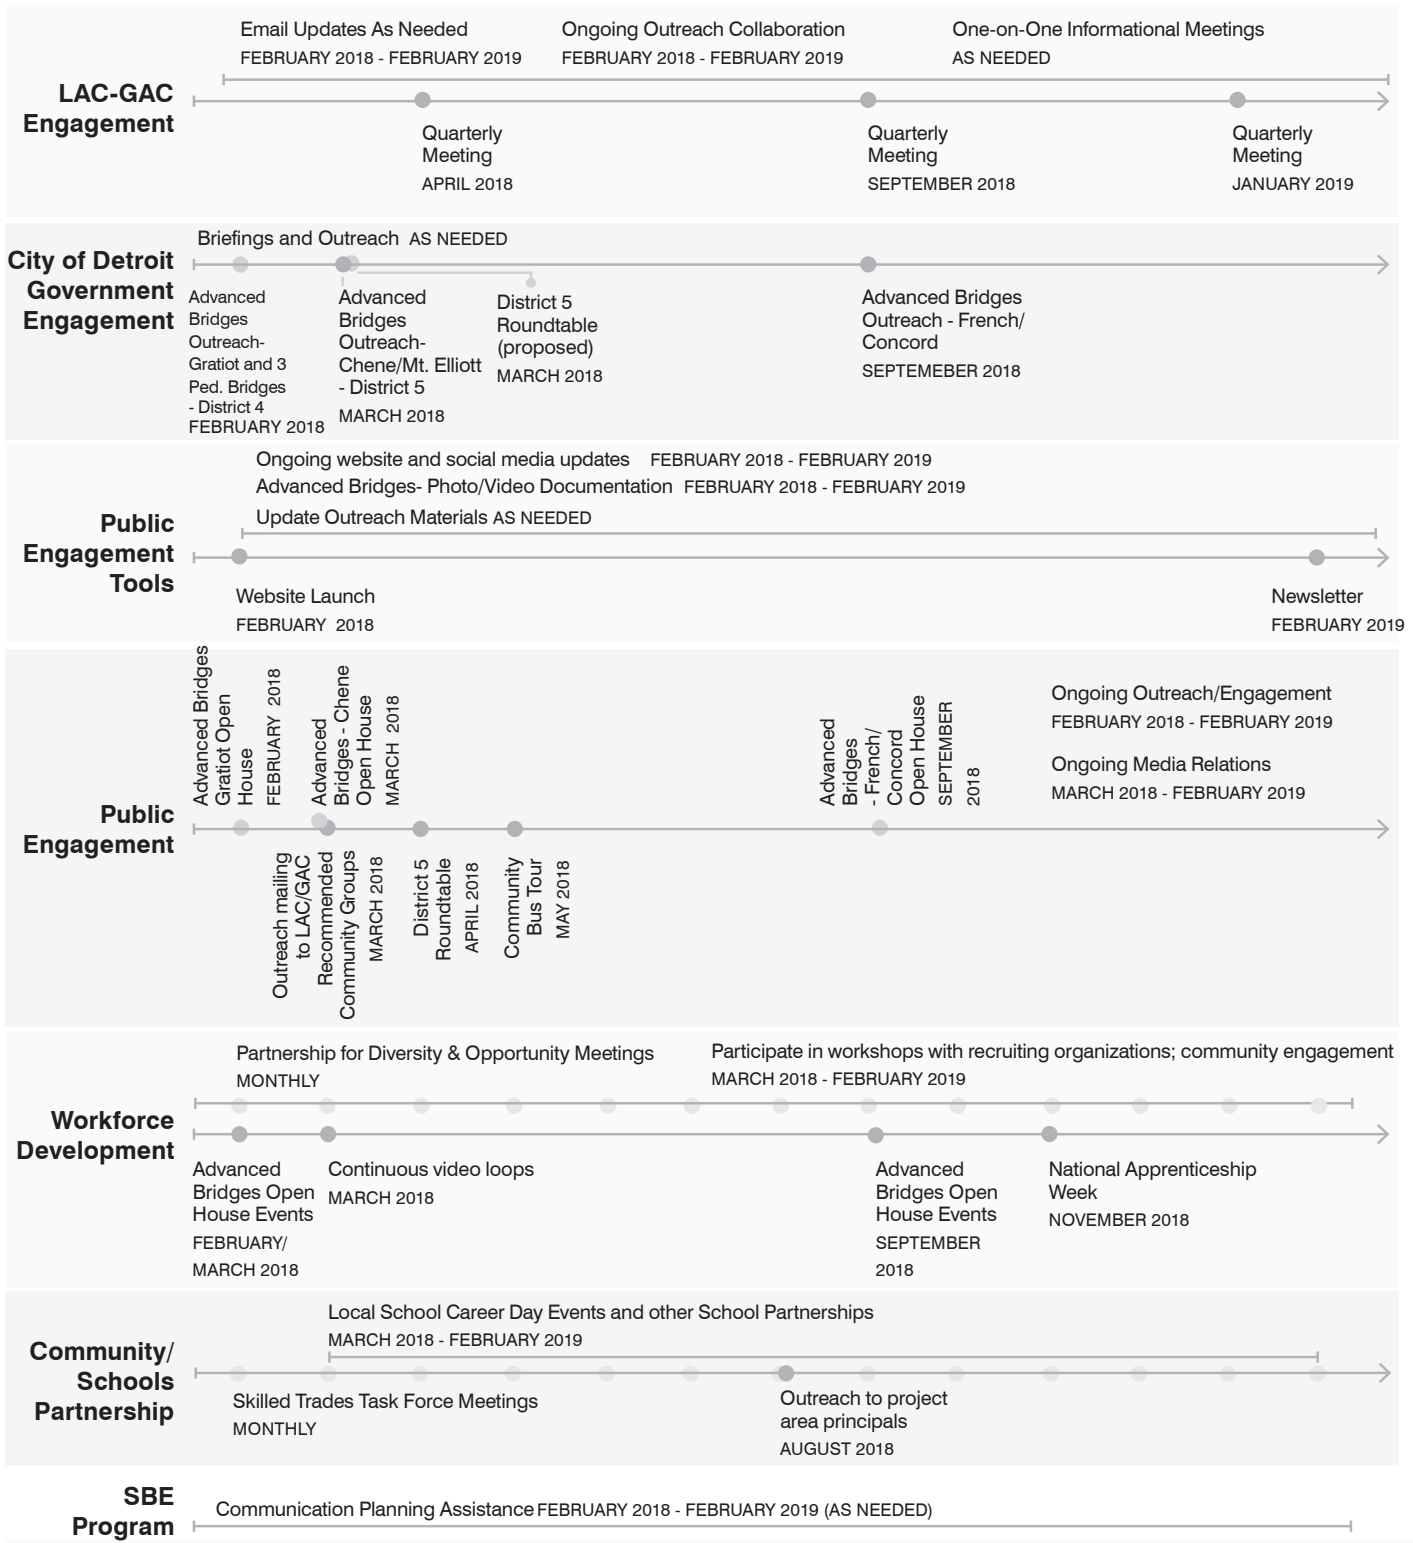 Email Updates As Needed
FEBRUARY 2018 - FEBRUARY 2019
Ongoing Outreach Collaboration
FEBRUARY 2018 - FEBRUARY 2019
One-on-One Informational Meetings
AS NEEDED
LAC-GAC
Engagement
Quarterly
Meeting
APRIL 2018
Quarterly
Meeting
SEPTEMBER 2018
Quarterly
Meeting
JANUARY 2019
City of Detroit
Government
Engagement
Briefings and Outreach AS NEEDED
Advanced
Bridges
Outreach-
Gratiot and 3
Ped. Bridges
- District 4
FEBRUARY 2018
Advanced
Bridges
Outreach-
Chene/Mt. Elliott
- District 5
MARCH 2018
District 5
Roundtable
(proposed)
MARCH 2018
Advanced Bridges
Outreach - French/
Concord
SEPTEMEBER 2018
Public
Engagement
Tools
Ongoing website and social media updates FEBRUARY 2018 - FEBRUARY 2019
Advanced Bridges- Photo/Video Documentation FEBRUARY 2018 - FEBRUARY 2019
Update Outreach Materials AS NEEDED
Website Launch
FEBRUARY 2018
Newsletter
FEBRUARY 2019
Public
Engagement
Advanced Bridges
Gratiot Open
House
FEBRUARY 2018
Advanced
Bridges - Chene
Open House
MARCH 2018
Advanced
Bridges
- French/
Concord
Open House
SEPTEMBER
2018
Ongoing Outreach/Engagement
FEBRUARY 2018 - FEBRUARY 2019
Ongoing Media Relations
MARCH 2018 - FEBRUARY 2019
Outreach mailing
to LAC/GAC
Recommended
Community Groups
MARCH 2018
District 5
Roundtable
APRIL 2018
Community
Bus Tour
MAY 2018
Workforce
Development
Partnership for Diversity & Opportunity Meetings
MONTHLY
Participate in workshops with recruiting organizations; community engagement
MARCH 2018 - FEBRUARY 2019
Advanced
Bridges Open
House Events
FEBRUARY/
MARCH 2018
Continuous video loops
MARCH 2018
Advanced
Bridges Open
House Events
SEPTEMBER
2018
National Apprenticeship
Week
NOVEMBER 2018
Community/
Schools
Partnership
Local School Career Day Events and other School Partnerships
MARCH 2018 - FEBRUARY 2019
Skilled Trades Task Force Meetings
MONTHLY
Outreach to project
area principals
AUGUST 2018
SBE
Program
Communication Planning Assistance FEBRUARY 2018 - FEBRUARY 2019 (AS NEEDED)